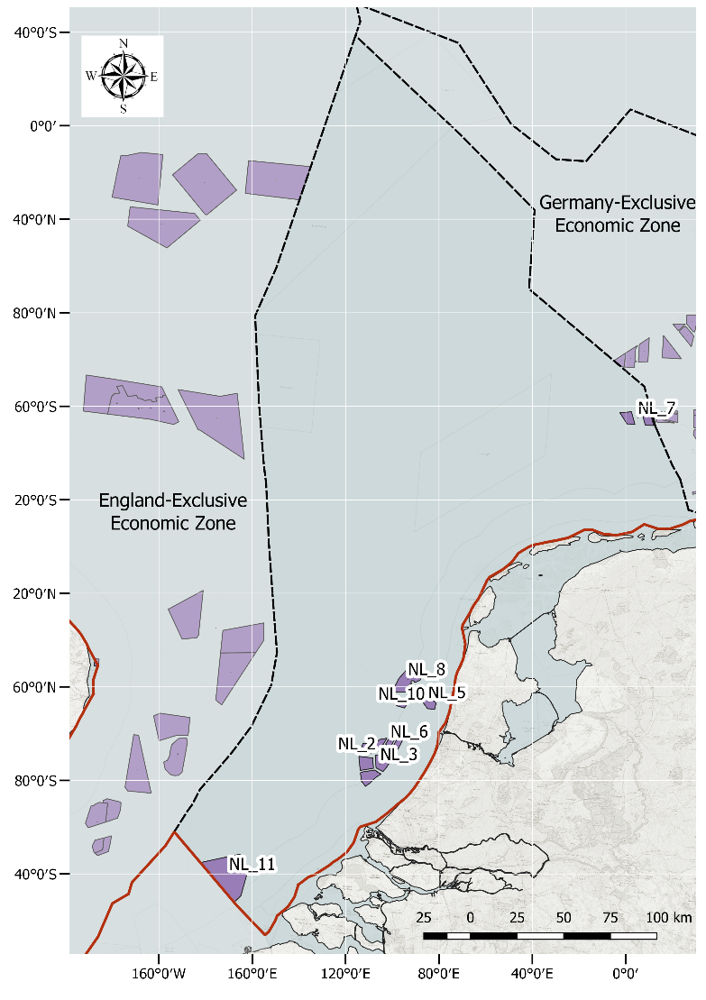 40°0′S
N
W E
S
0°0′
Germany-Exclusive
Economic Zone
40°0′N
80°0′N
60°0′S
NL_7
England-Exclusive
Economic Zone
20°0′S
20°0′N
NL_8
60°0′N
NL_10 NL_5
NL_6
NL_2
NL_3
80°0′S
NL_11
40°0′S
25 0 25 50 75 100 km
160°0′W 160°0′E 120°0′E 80°0′E 40°0′E 0°0′